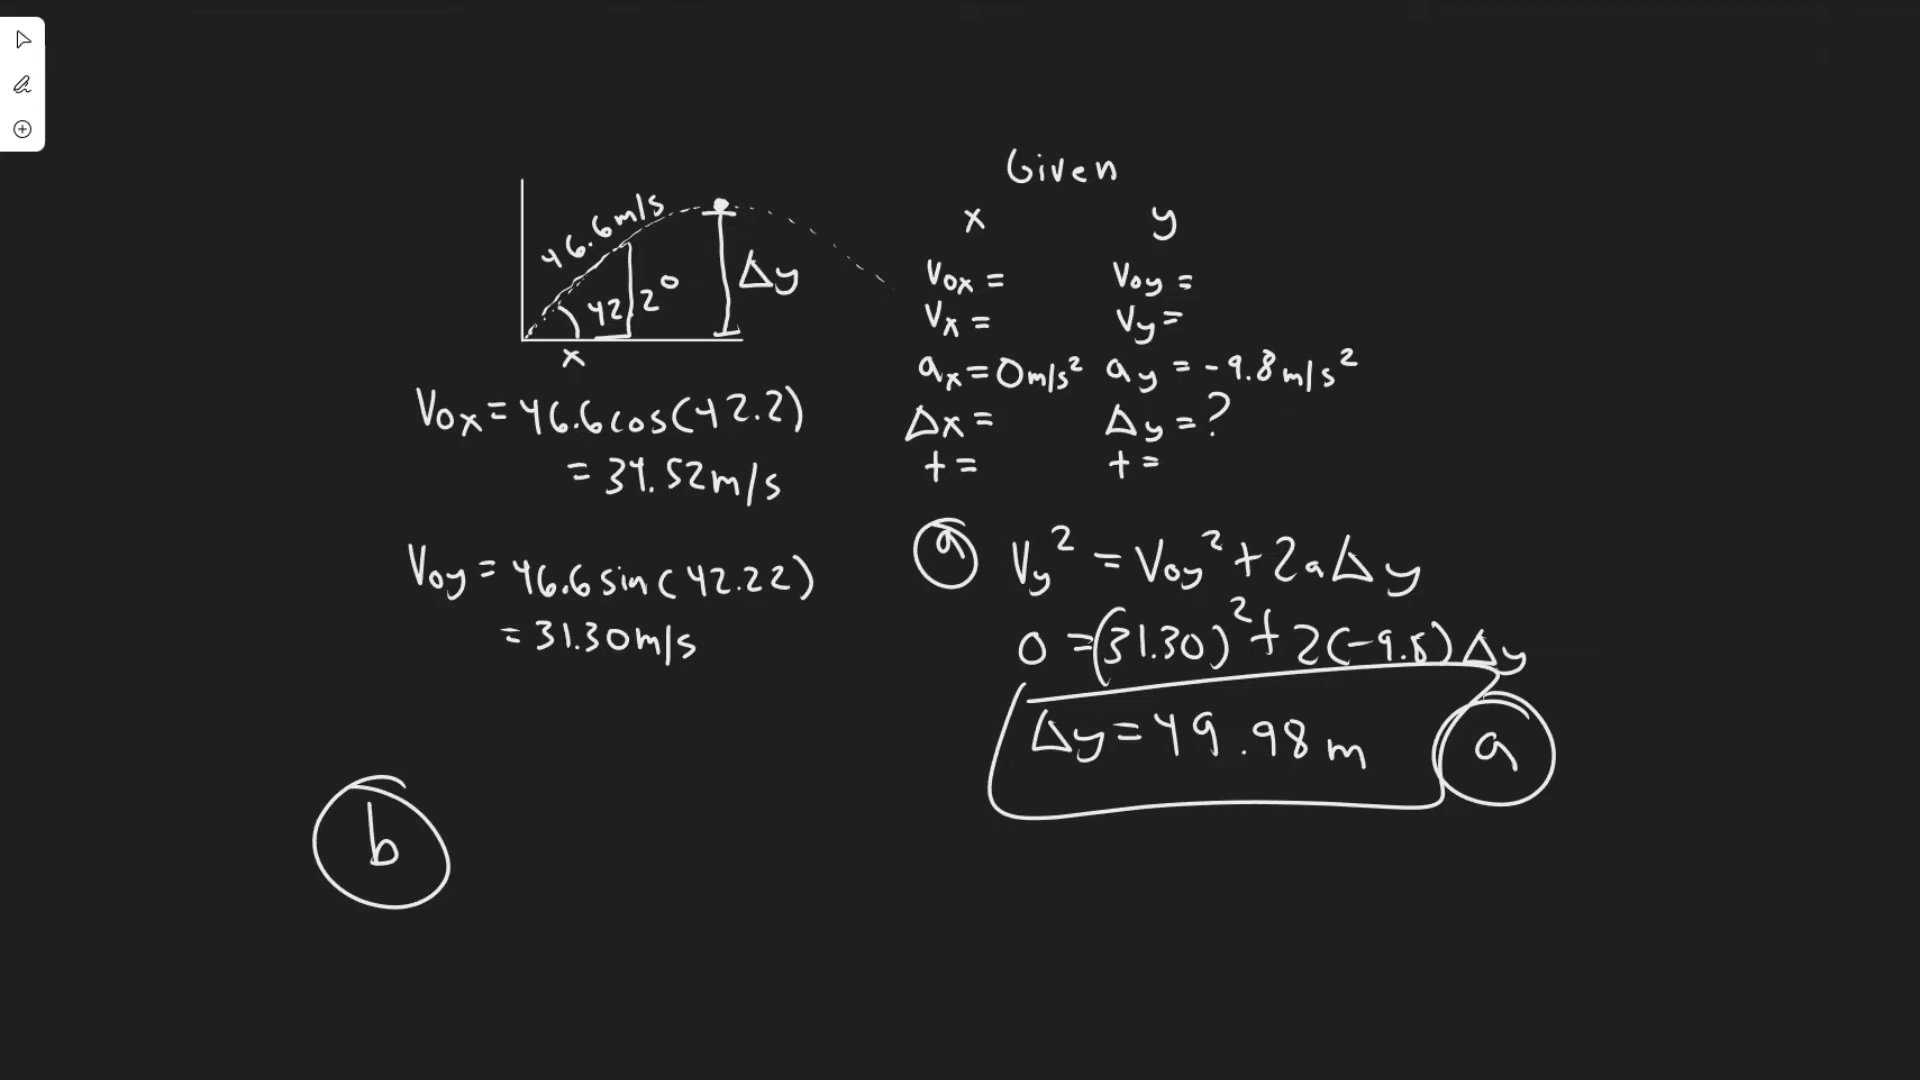 46.6m/s
42.2°
Δy
x
Vox = 46.6cos(42.2)
= 34.52m/s
Voy = 46.6sin(42.22)
= 31.30m/s
Given
x y
Vox = Voy =
Vx = Vy =
ax = 0m/s² ay = -9.8m/s²
Δx = Δy = ?
t = t =
a Vy² = Voy² + 2aΔy
0 = (31.30)² + 2(-9.8)Δy
Δy = 49.98m a
b